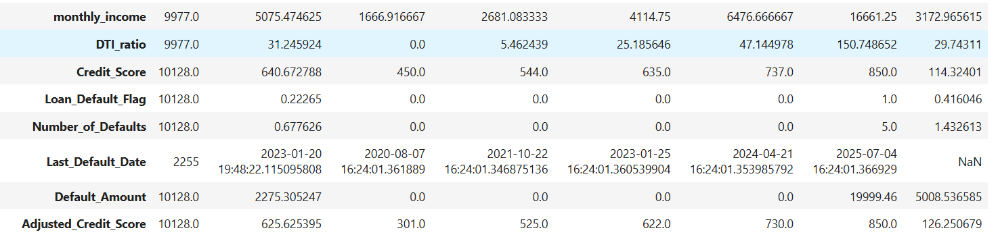 monthly_income 9977.0 5075.474625 1666.916667 2681.083333 4114.75 6476.666667 16661.25 3172.965615
DTI_ratio 9977.0 31.245924 0.0 5.462439 25.185646 47.144978 150.748652 29.74311
Credit_Score 10128.0 640.672788 450.0 544.0 635.0 737.0 850.0 114.32401
Loan_Default_Flag 10128.0 0.22265 0.0 0.0 0.0 0.0 1.0 0.416046
Number_of_Defaults 10128.0 0.677626 0.0 0.0 0.0 0.0 5.0 1.432613
Last_Default_Date 2255 2023-01-20 2020-08-07 2021-10-22 2023-01-25 2024-04-21 2025-07-04 NaN
19:48:22.115095808 16:24:01.361889 16:24:01.346875136 16:24:01.360539904 16:24:01.353985792 16:24:01.366929
Default_Amount 10128.0 2275.305247 0.0 0.0 0.0 0.0 19999.46 5008.536585
Adjusted_Credit_Score 10128.0 625.625395 301.0 525.0 622.0 730.0 850.0 126.250679